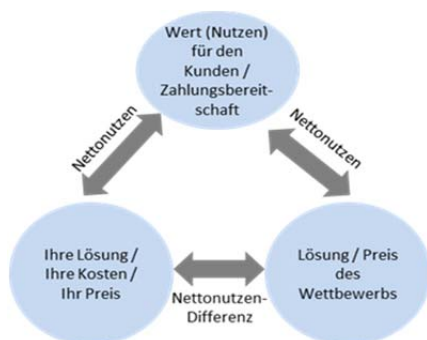 Wert (Nutzen)
für den
Kunden /
Zahlungsbereit-
schaft
Nettonutzen
Nettonutzen
Ihre Lösung /
Ihre Kosten /
Ihr Preis
Nettonutzen-
Differenz
Lösung / Preis
des
Wettbewerbs